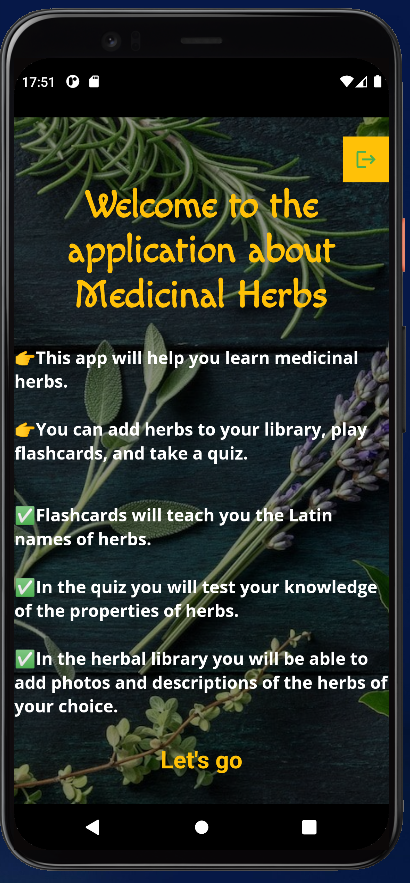 17:51
Welcome to the
application about
Medicinal Herbs
👉This app will help you learn medicinal
herbs.
👉You can add herbs to your library, play
flashcards, and take a quiz.
✅Flashcards will teach you the Latin
names of herbs.
✅In the quiz you will test your knowledge
of the properties of herbs.
✅In the herbal library you will be able to
add photos and descriptions of the herbs of
your choice.
Let's go